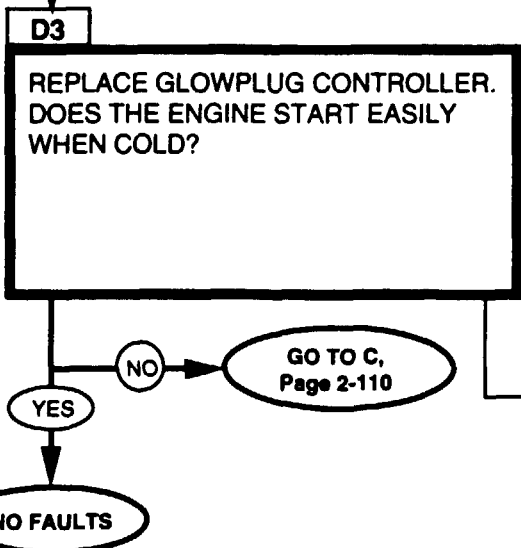 D3
REPLACE GLOWPLUG CONTROLLER.
DOES THE ENGINE START EASILY
WHEN COLD?
NO
GO TO C,
Page 2-110
YES
NO FAULTS